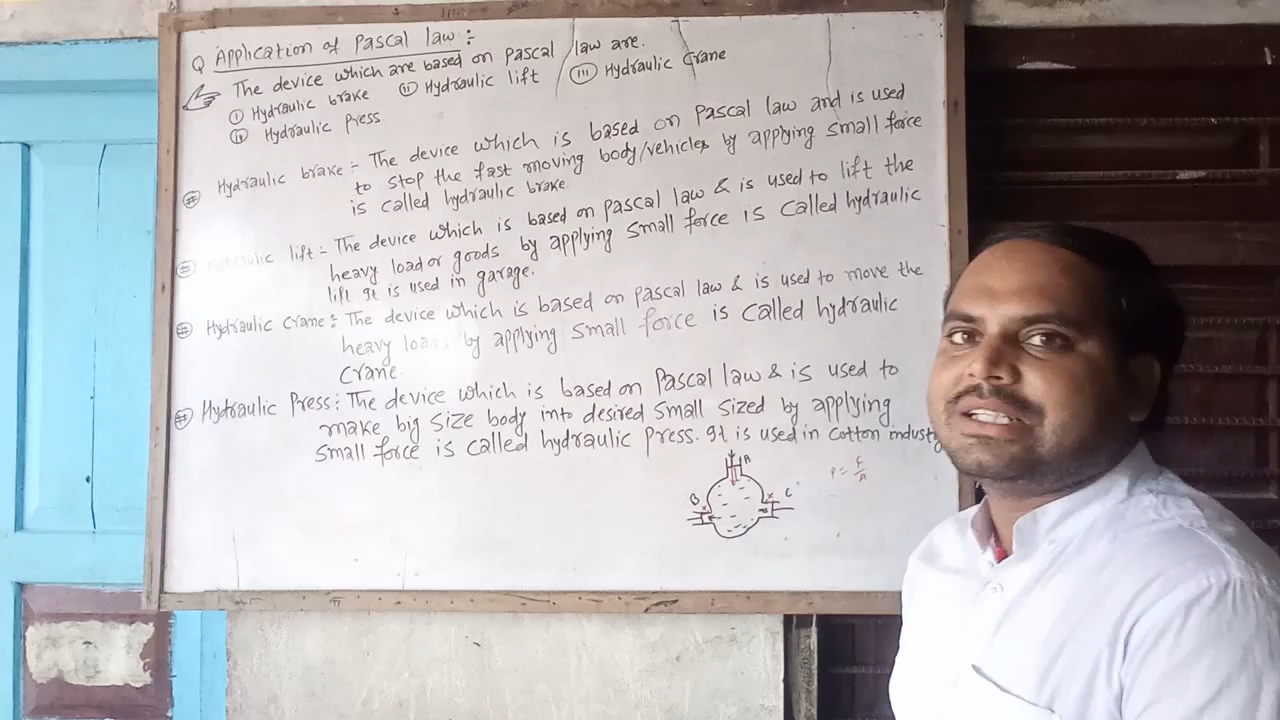 Q Application of Pascal law :-
The device which are based on Pascal law are.
(i) Hydraulic brake (ii) Hydraulic lift (iii) Hydraulic Crane
(iv) Hydraulic Press.
Hydraulic brake :- The device which is based on Pascal law and is used
to stop the fast moving body/vehicles by applying small force
is called hydraulic brake.
Hydraulic lift :- The device which is based on Pascal law & is used to lift the
heavy load or goods by applying small force is called hydraulic
lift It is used in garage.
Hydraulic Crane :- The device which is based on Pascal law & is used to move the
heavy load by applying small force is called hydraulic
Crane.
Hydraulic Press :- The device which is based on Pascal law & is used to
make big size body into desired small sized by applying
small force is called hydraulic press. It is used in cotton industry
A
B
C
P = F/A